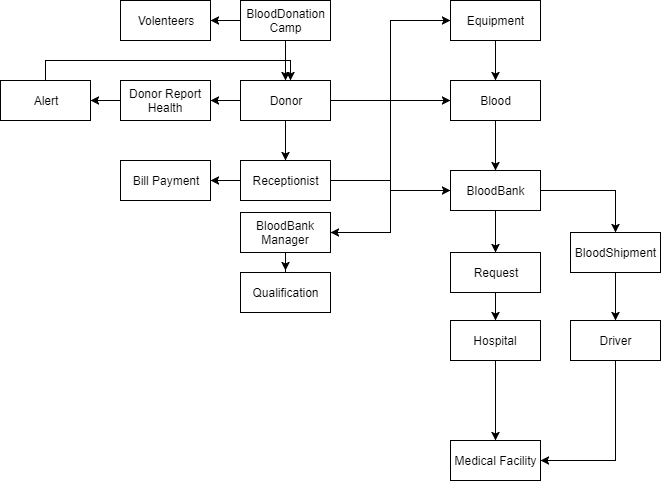 Volenteers
BloodDonation
Camp
Equipment
Alert
Donor Report
Health
Donor
Blood
Bill Payment
Receptionist
BloodBank
BloodBank
Manager
BloodShipment
Request
Qualification
Hospital
Driver
Medical Facility